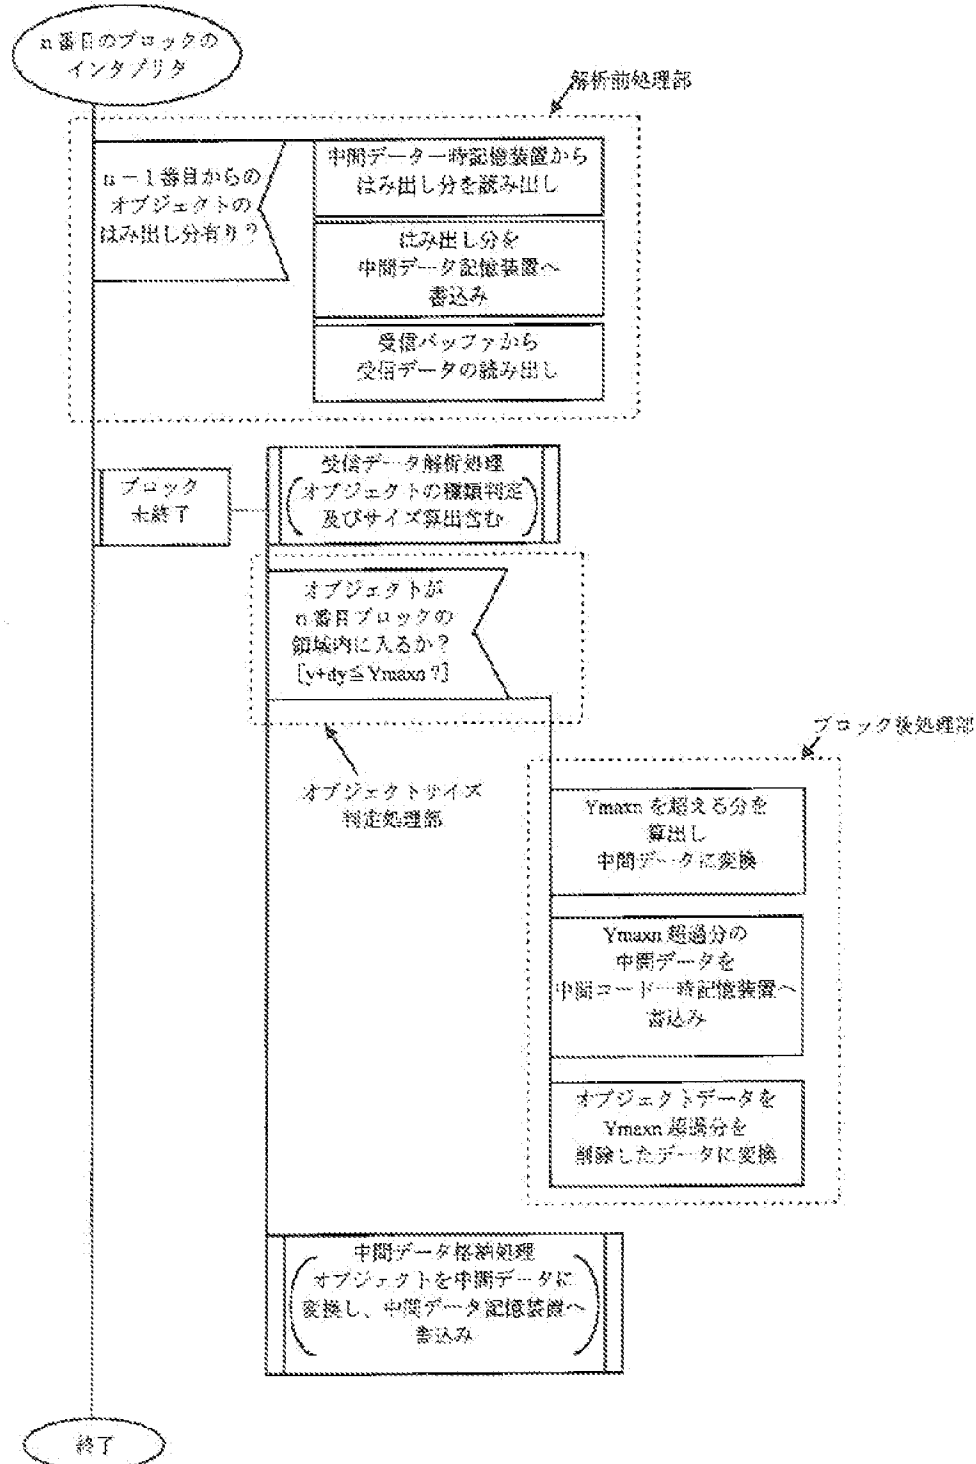 n番目のブロックの
インタプリタ
解析前処理部
n－1番目からの
オブジェクトの
はみ出し分有り？
中間データ一時記憶装置から
はみ出し分を読み出し
はみ出し分を
中間データ記憶装置へ
書込み
受信バッファから
受信データの読み出し
ブロック
未終了
受信データ解析処理
オブジェクトの種類判定
及びサイズ算出含む
オブジェクトが
n番目ブロックの
領域内に入るか？
[y+dy≦Ymaxn ?]
オブジェクトサイズ
判定処理部
ブロック後処理部
Ymaxnを超える分を
算出し
中間データに変換
Ymaxn超過分の
中間データを
中間コード一時記憶装置へ
書込み
オブジェクトデータを
Ymaxn超過分を
削除したデータに変換
中間データ格納処理
オブジェクトを中間データに
変換し、中間データ記憶装置へ
書込み
終了